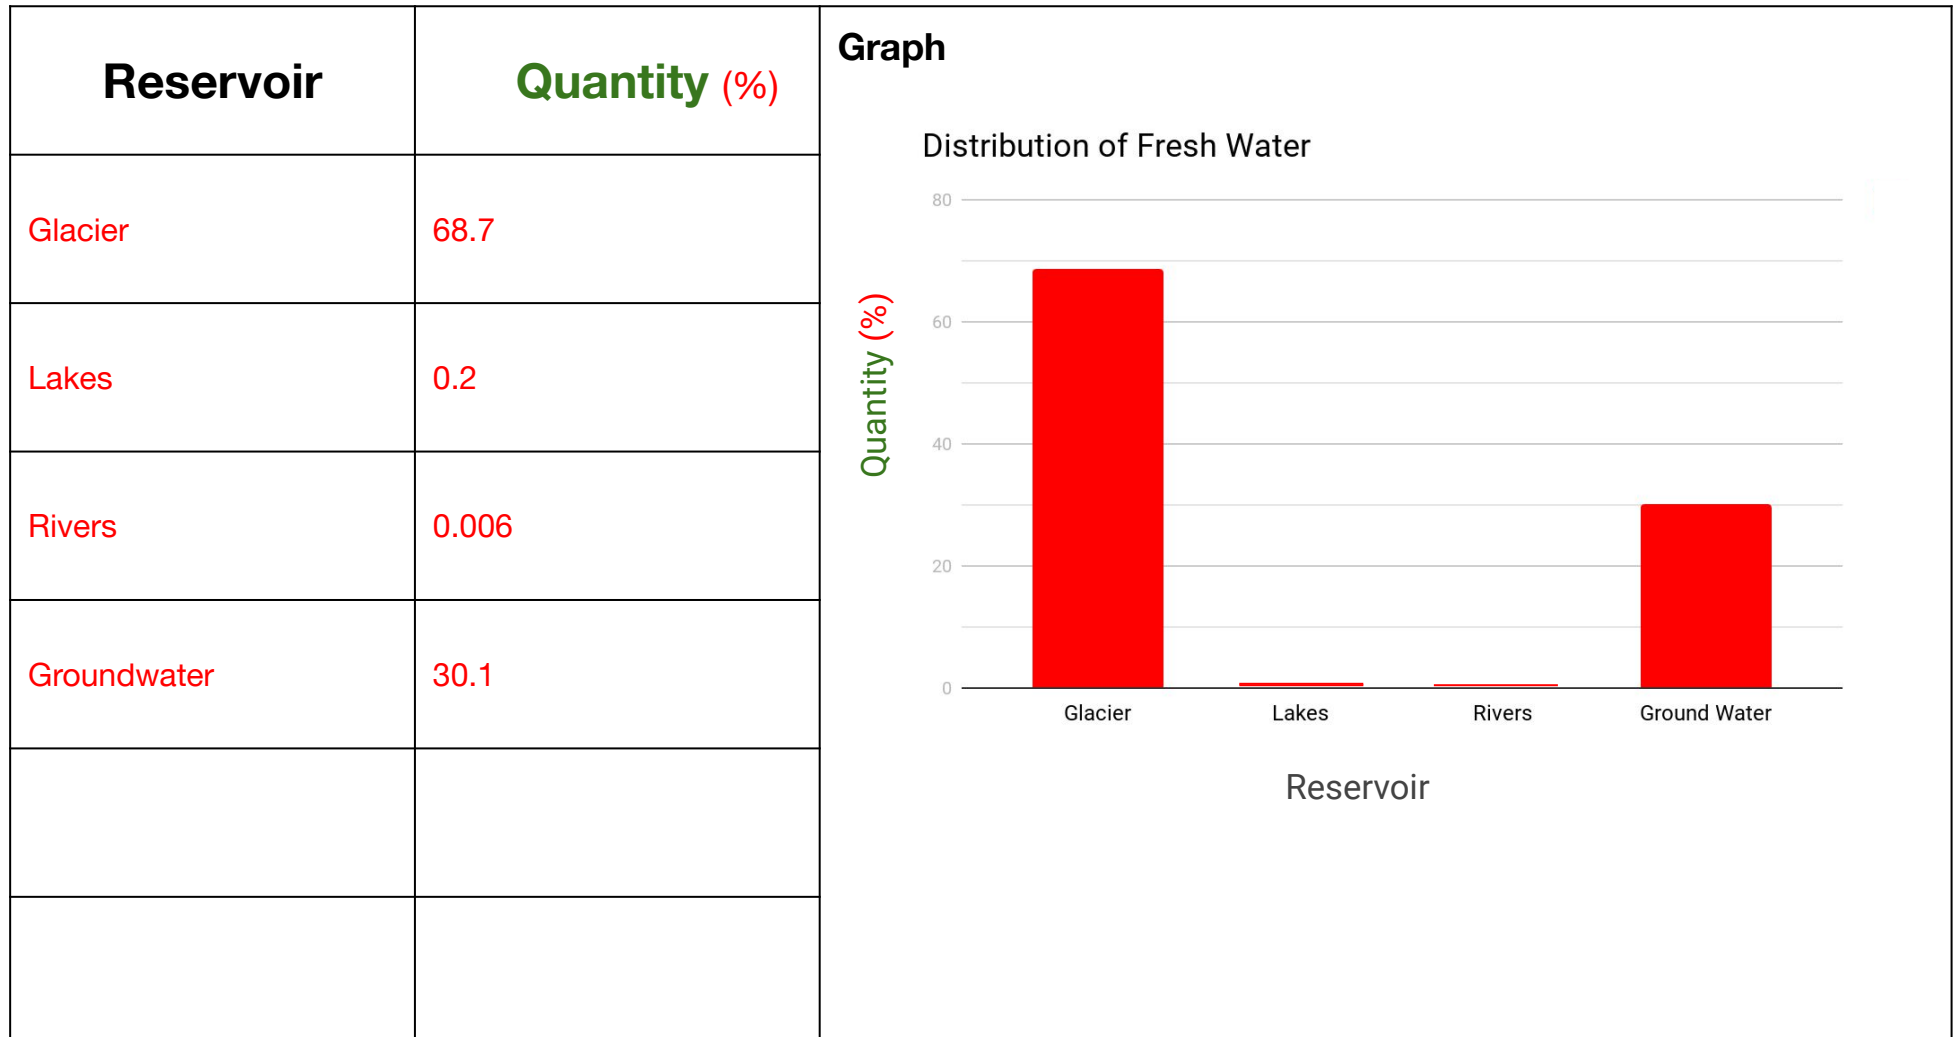 Reservoir
Quantity (%)
Glacier
68.7
Lakes
0.2
Rivers
0.006
Groundwater
30.1
Graph
Distribution of Fresh Water
Quantity (%)
80
60
40
20
0
Glacier
Lakes
Rivers
Ground Water
Reservoir